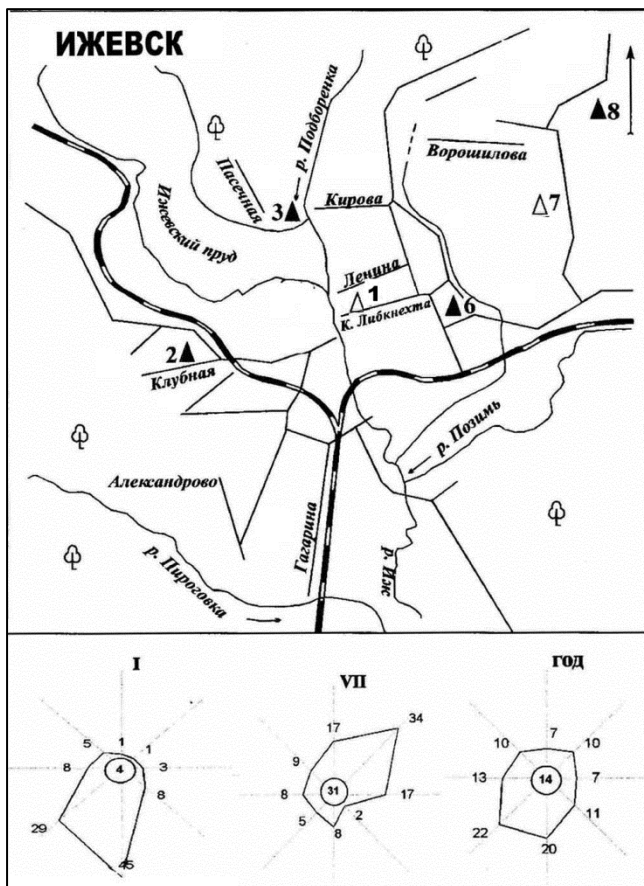 ИЖЕВСК
р. Подборенка
8
Пасечная
Ворошилова
3
Кирова
7
Ижевский пруд
Ленина
1
6
К. Либкнехта
2
Клубная
р. Позимь
Александрово
Гагарина
р. Иж
р. Пироговка
I
VII
год
5 1 1
8 4 3
8
29
45
17 34
9
8 31 17
5 2
8
10 7 10
13 14 7
11
22
20